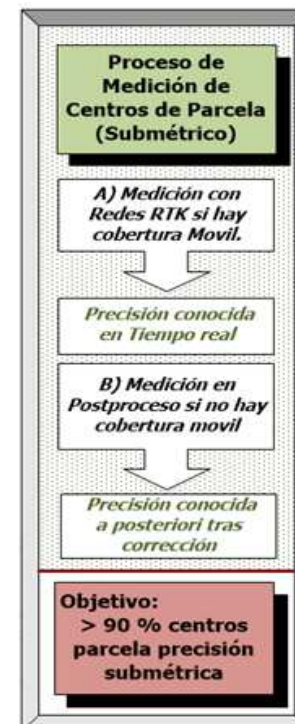 Proceso de
Medición de
Centros de Parcela
(Submétrico)
A) Medición con
Redes RTK si hay
cobertura Movil.
Precisión conocida
en Tiempo real
B) Medición en
Postproceso si no hay
cobertura movil
Precisión conocida
a posteriori tras
corrección
Objetivo:
> 90 % centros
parcela precisión
submétrica